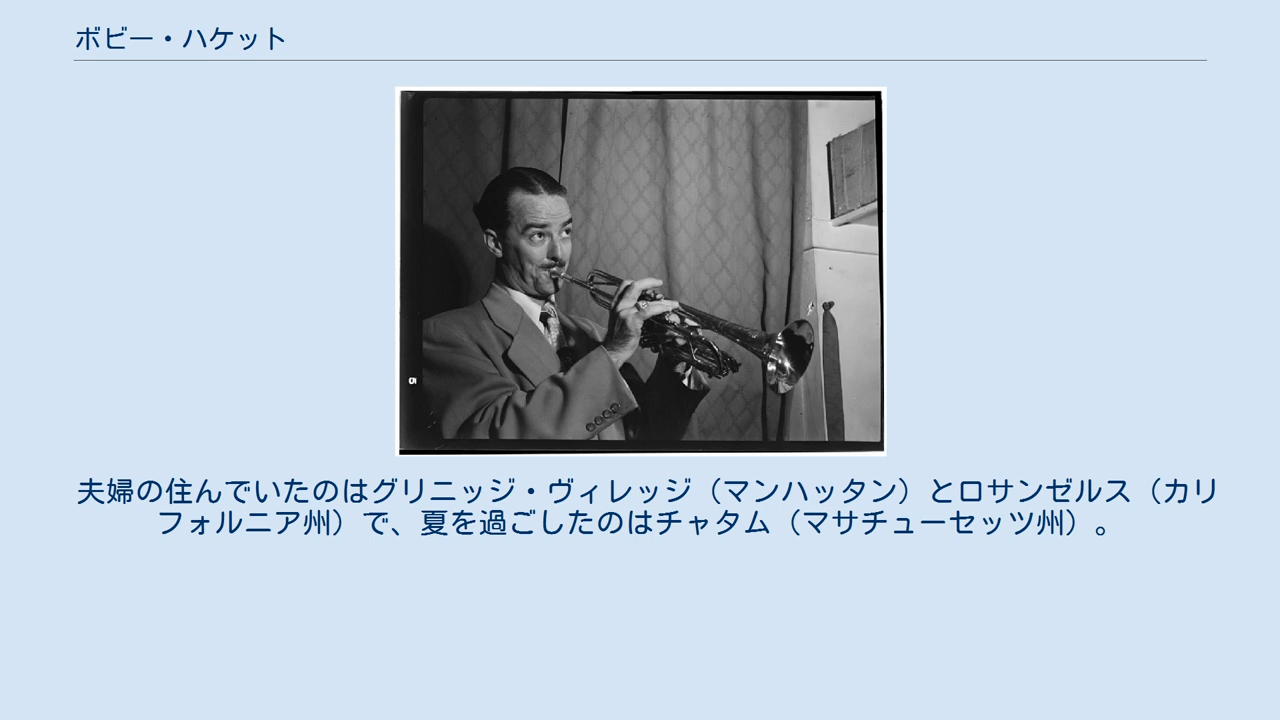 ボビー・ハケット
5
夫婦の住んでいたのはグリニッジ・ヴィレッジ（マンハッタン）とロサンゼルス（カリ
フォルニア州）で、夏を過ごしたのはチャタム（マサチューセッツ州）。